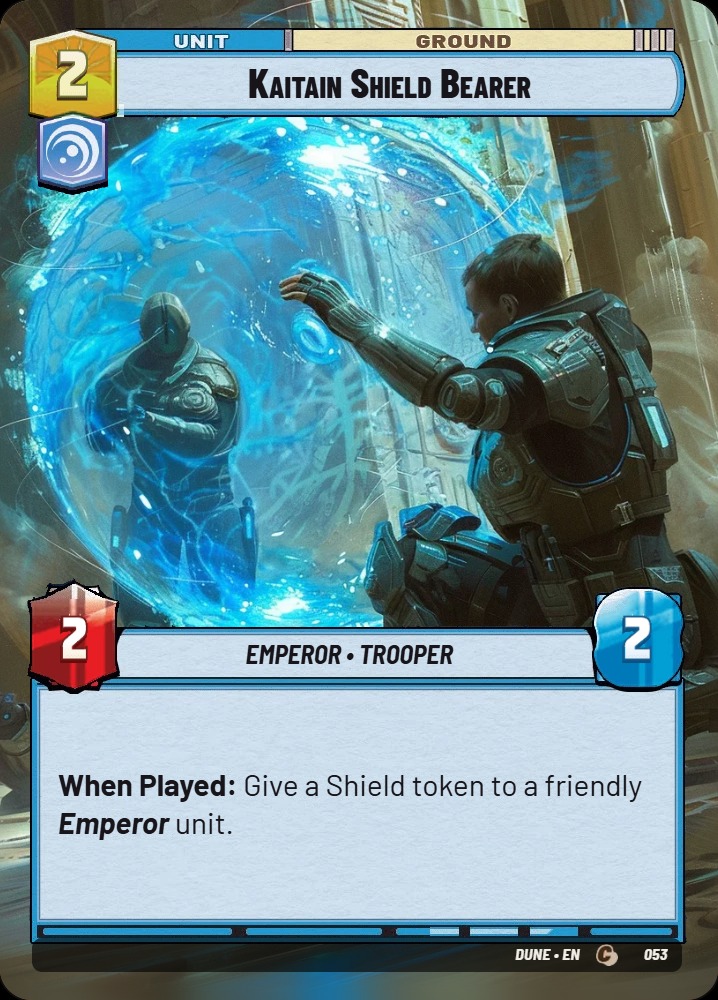 UNIT
GROUND
2
Kaitain Shield Bearer
2
EMPEROR • TROOPER
2
When Played: Give a Shield token to a friendly
Emperor unit.
DUNE • EN C 053